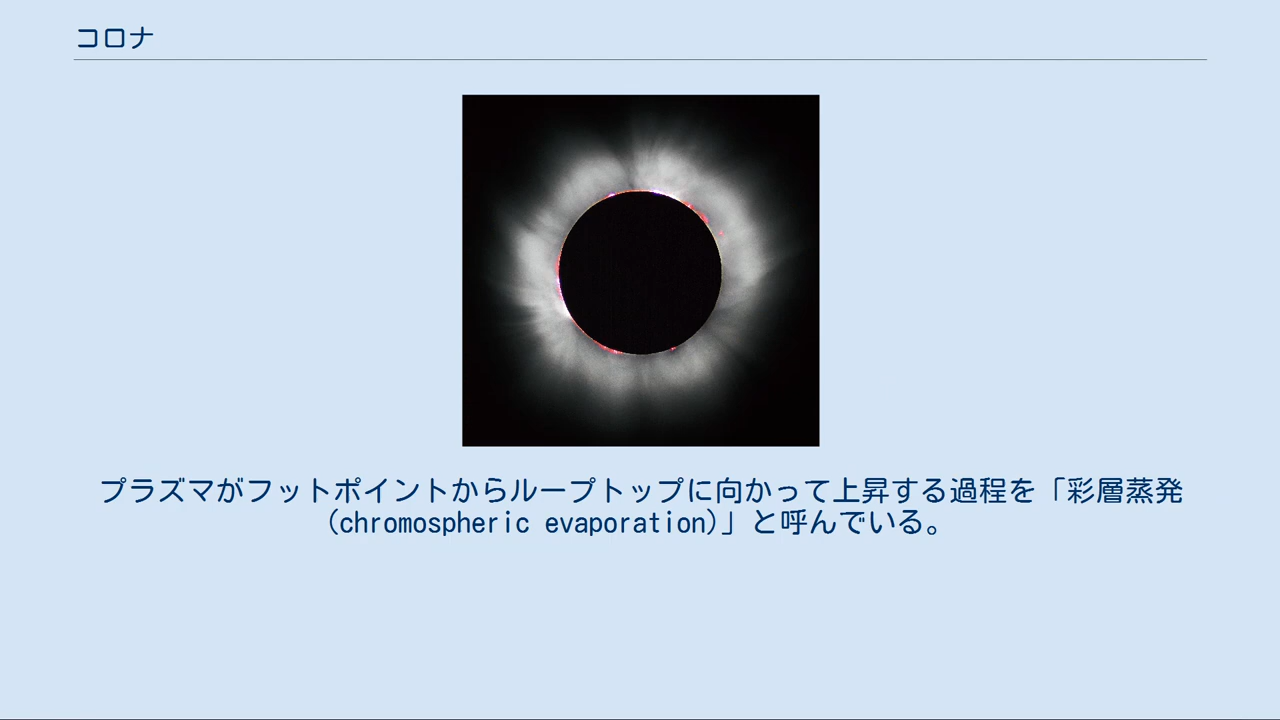 コロナ
プラズマがフットポイントからループトップに向かって上昇する過程を「彩層蒸発
(chromospheric evaporation)」と呼んでいる。